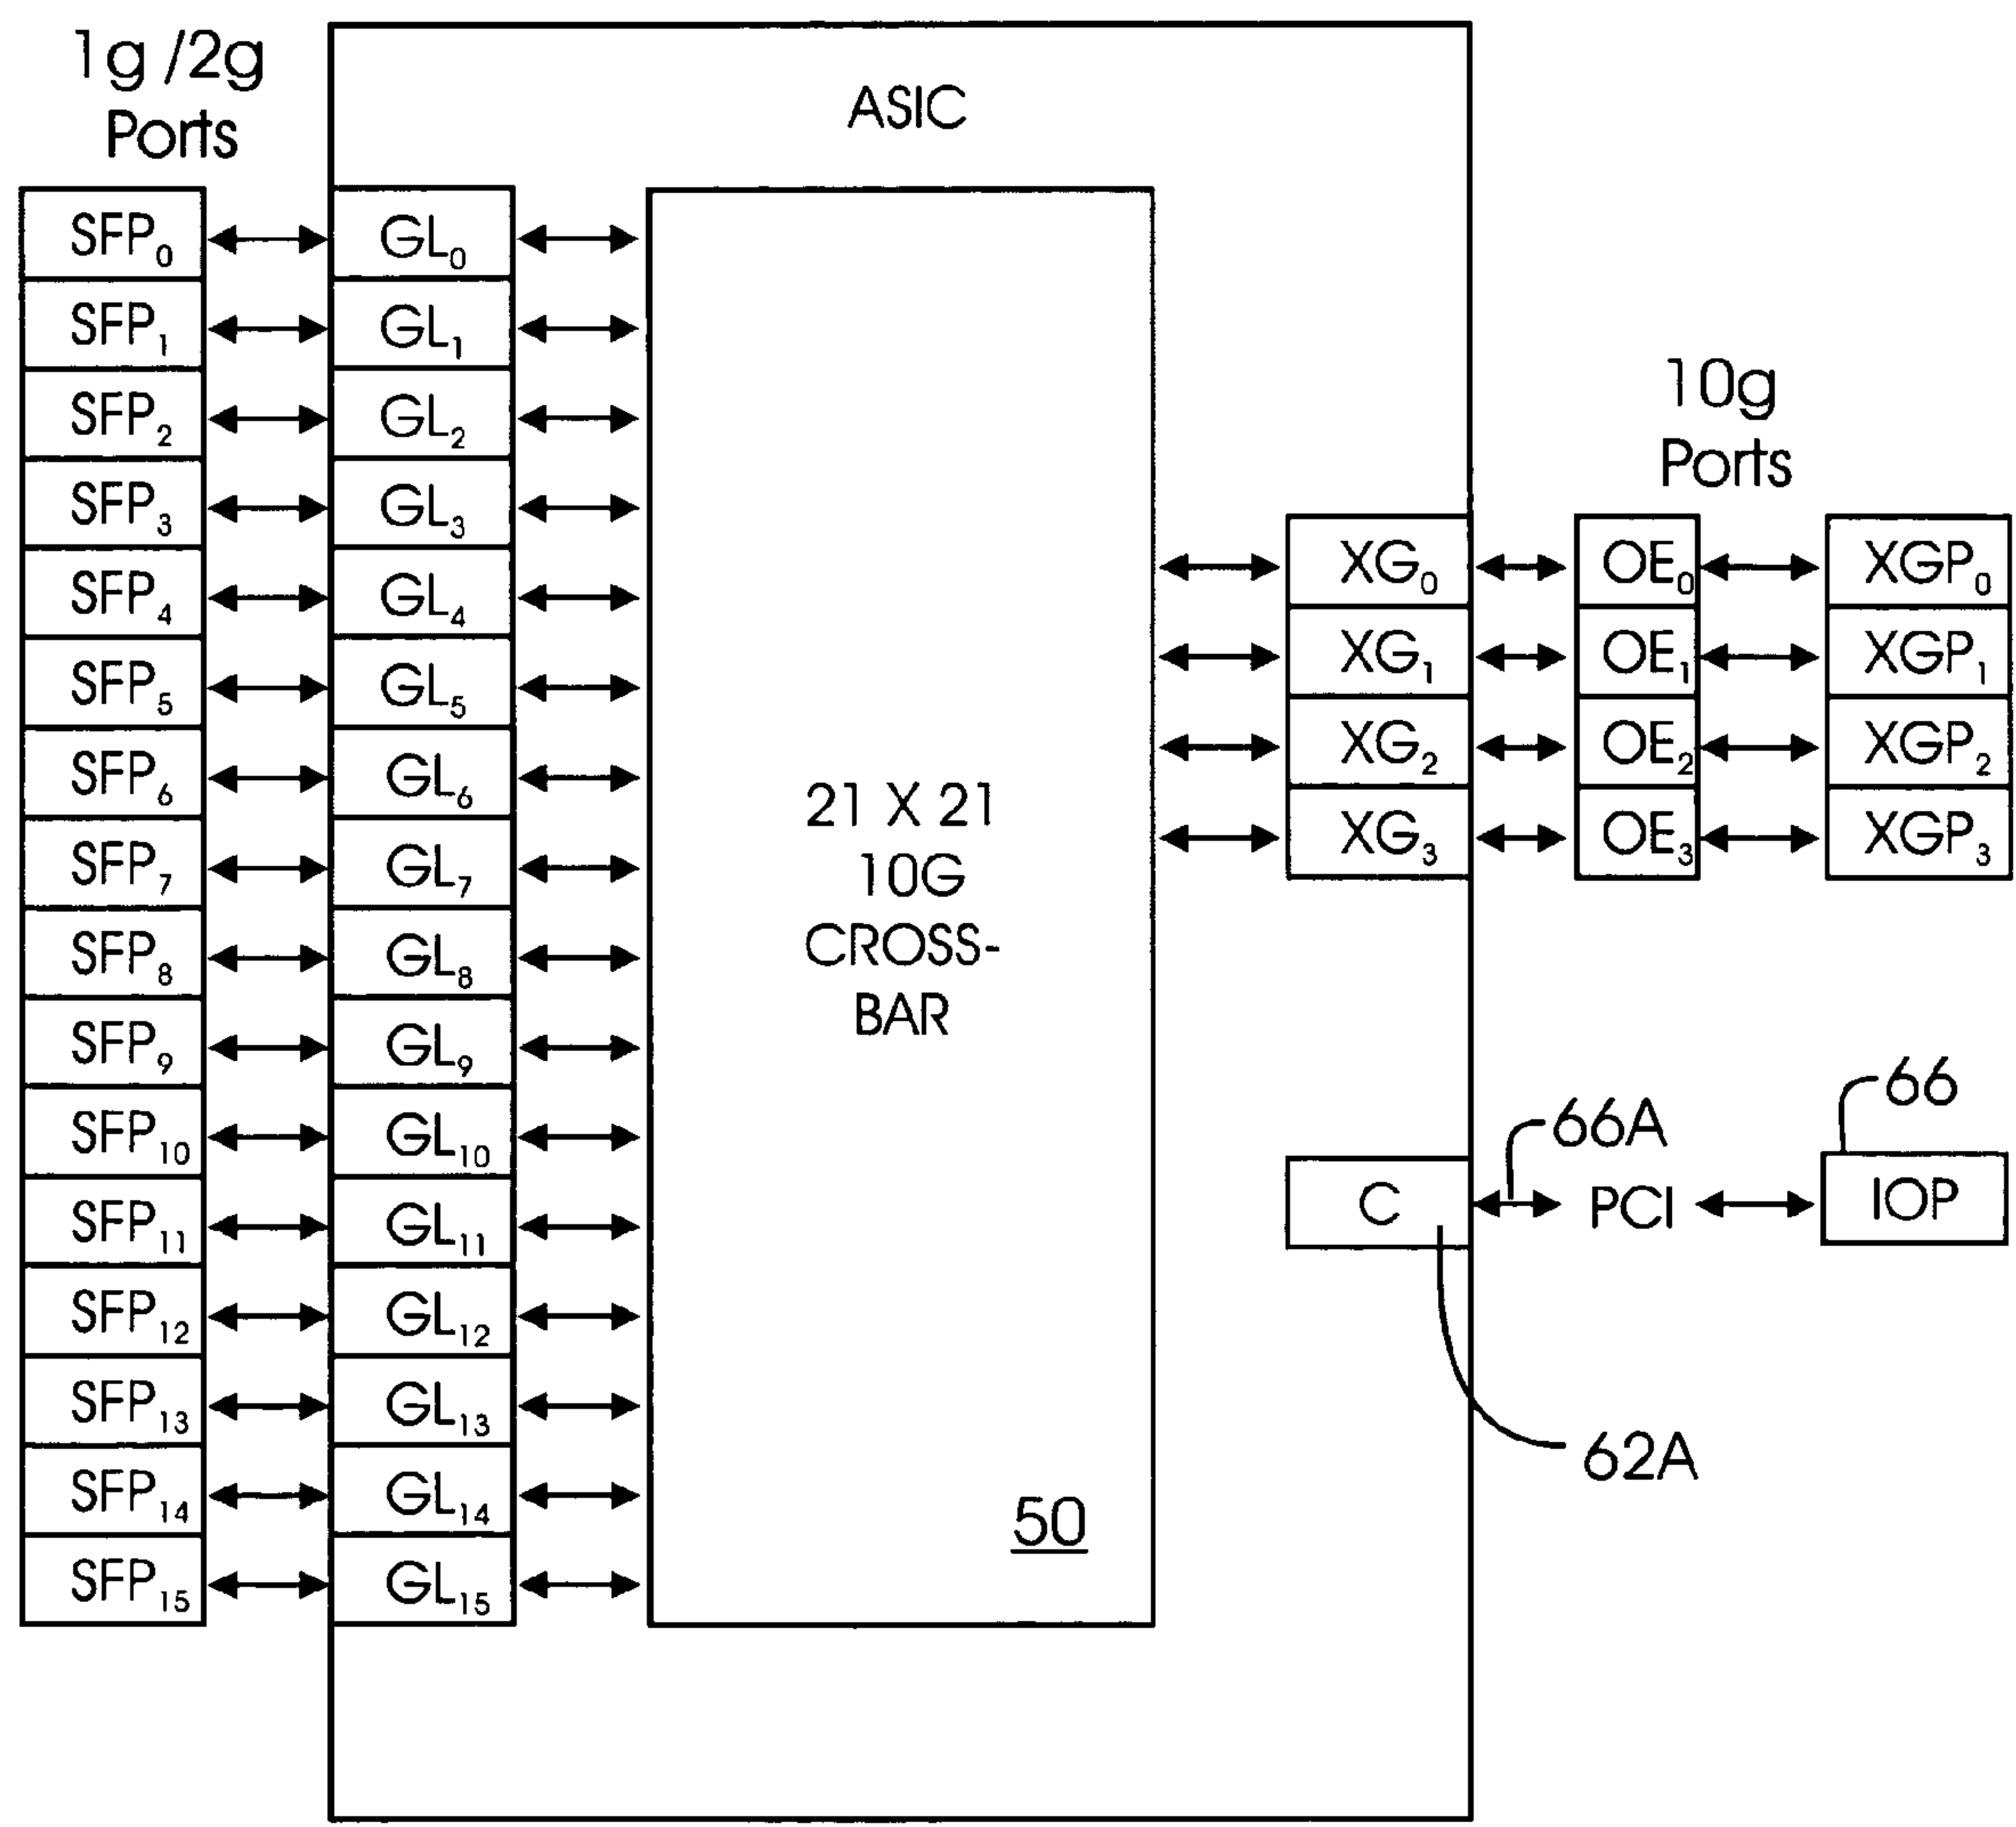 1g /2g
Ports
ASIC
10g
Ports
SFP0 GL0
SFP1 GL1
SFP2 GL2
SFP3 GL3
SFP4 GL4
SFP5 GL5
SFP6 GL6
SFP7 GL7
SFP8 GL8
SFP9 GL9
SFP10 GL10
SFP11 GL11
SFP12 GL12
SFP13 GL13
SFP14 GL14
SFP15 GL15
21 X 21
10G
CROSS-
BAR
50
XG0 OE0 XGP0
XG1 OE1 XGP1
XG2 OE2 XGP2
XG3 OE3 XGP3
66
66A
C PCI IOP
62A